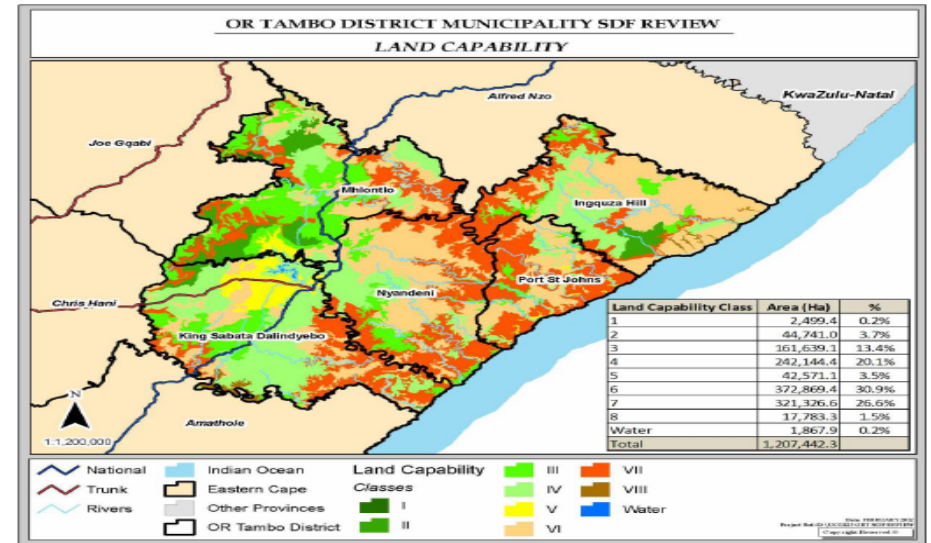 OR TAMBO DISTRICT MUNICIPALITY SDF REVIEW
LAND CAPABILITY
KwaZulu-Natal
Alfred Nzo
Joe Gqabi
Mhlontlo
Ingquza Hill
Port St Johns
Nyandeni
Chris Hani
King Sabata Dalindyebo
Amathole
N
1:1,200,000
Land Capability Class Area (Ha) %
1 2,499.4 0.2%
2 44,741.0 3.7%
3 161,639.1 13.4%
4 242,144.4 20.1%
5 42,571.1 3.5%
6 372,869.4 30.9%
7 321,326.6 26.6%
8 17,783.3 1.5%
Water 1,867.9 0.2%
Total 1,207,442.3
National Indian Ocean Land Capability III VII
Trunk Eastern Cape Classes IV VIII
Rivers Other Provinces I V Water
OR Tambo District II VI
Copyright Reserved ©